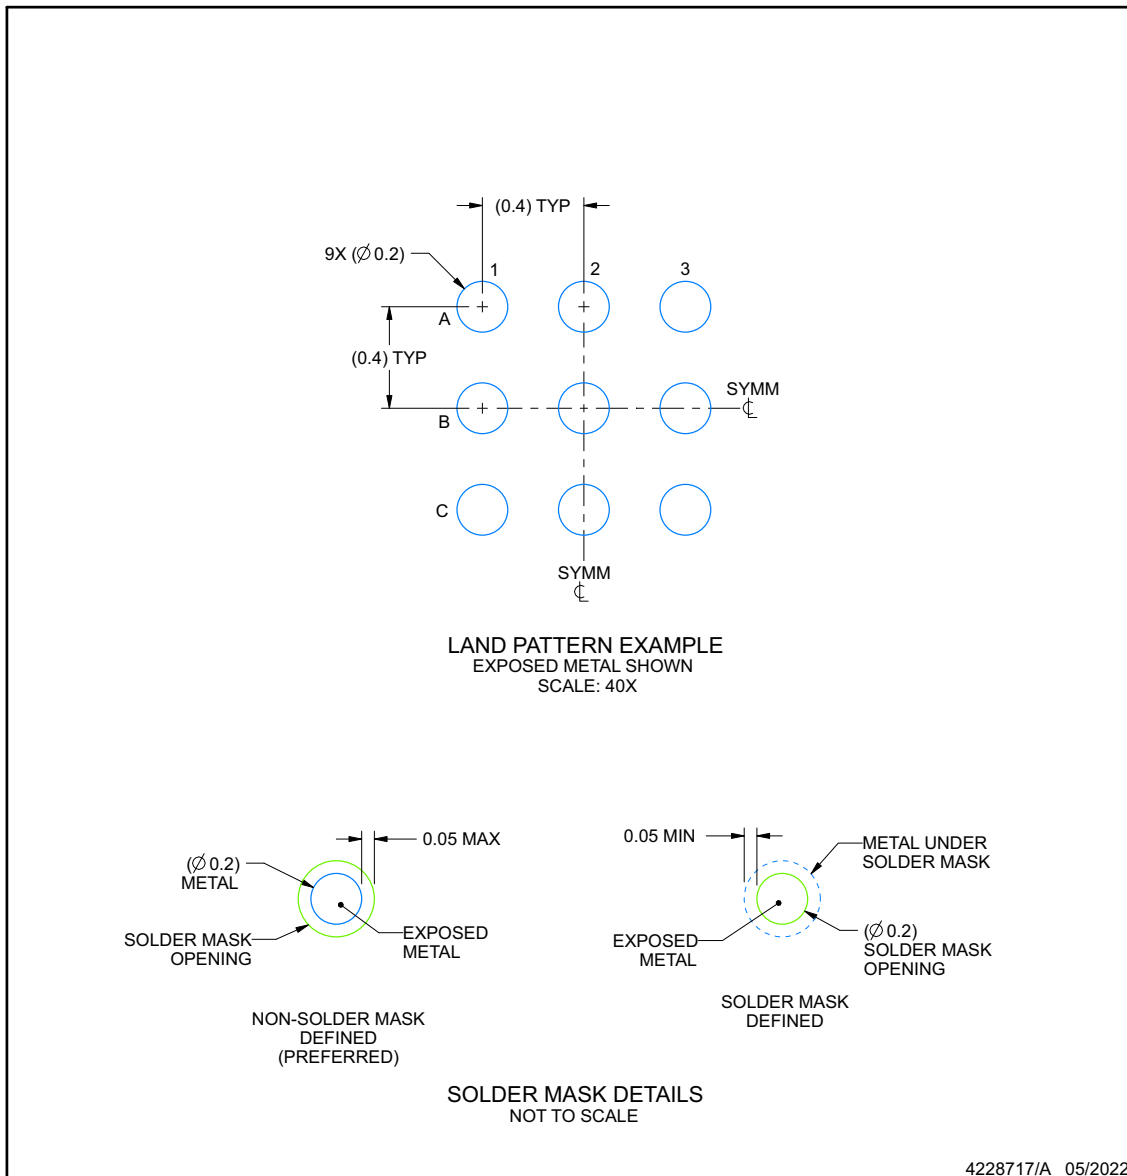 (0.4) TYP
9X (∅0.2)
1
2
3
A
(0.4) TYP
SYMM
℄
B
C
SYMM
℄
LAND PATTERN EXAMPLE
EXPOSED METAL SHOWN
SCALE: 40X
0.05 MAX
(∅0.2)
METAL
SOLDER MASK
OPENING
EXPOSED
METAL
NON-SOLDER MASK
DEFINED
(PREFERRED)
0.05 MIN
METAL UNDER
SOLDER MASK
EXPOSED
METAL
(∅0.2)
SOLDER MASK
OPENING
SOLDER MASK
DEFINED
SOLDER MASK DETAILS
NOT TO SCALE
4228717/A 05/2022